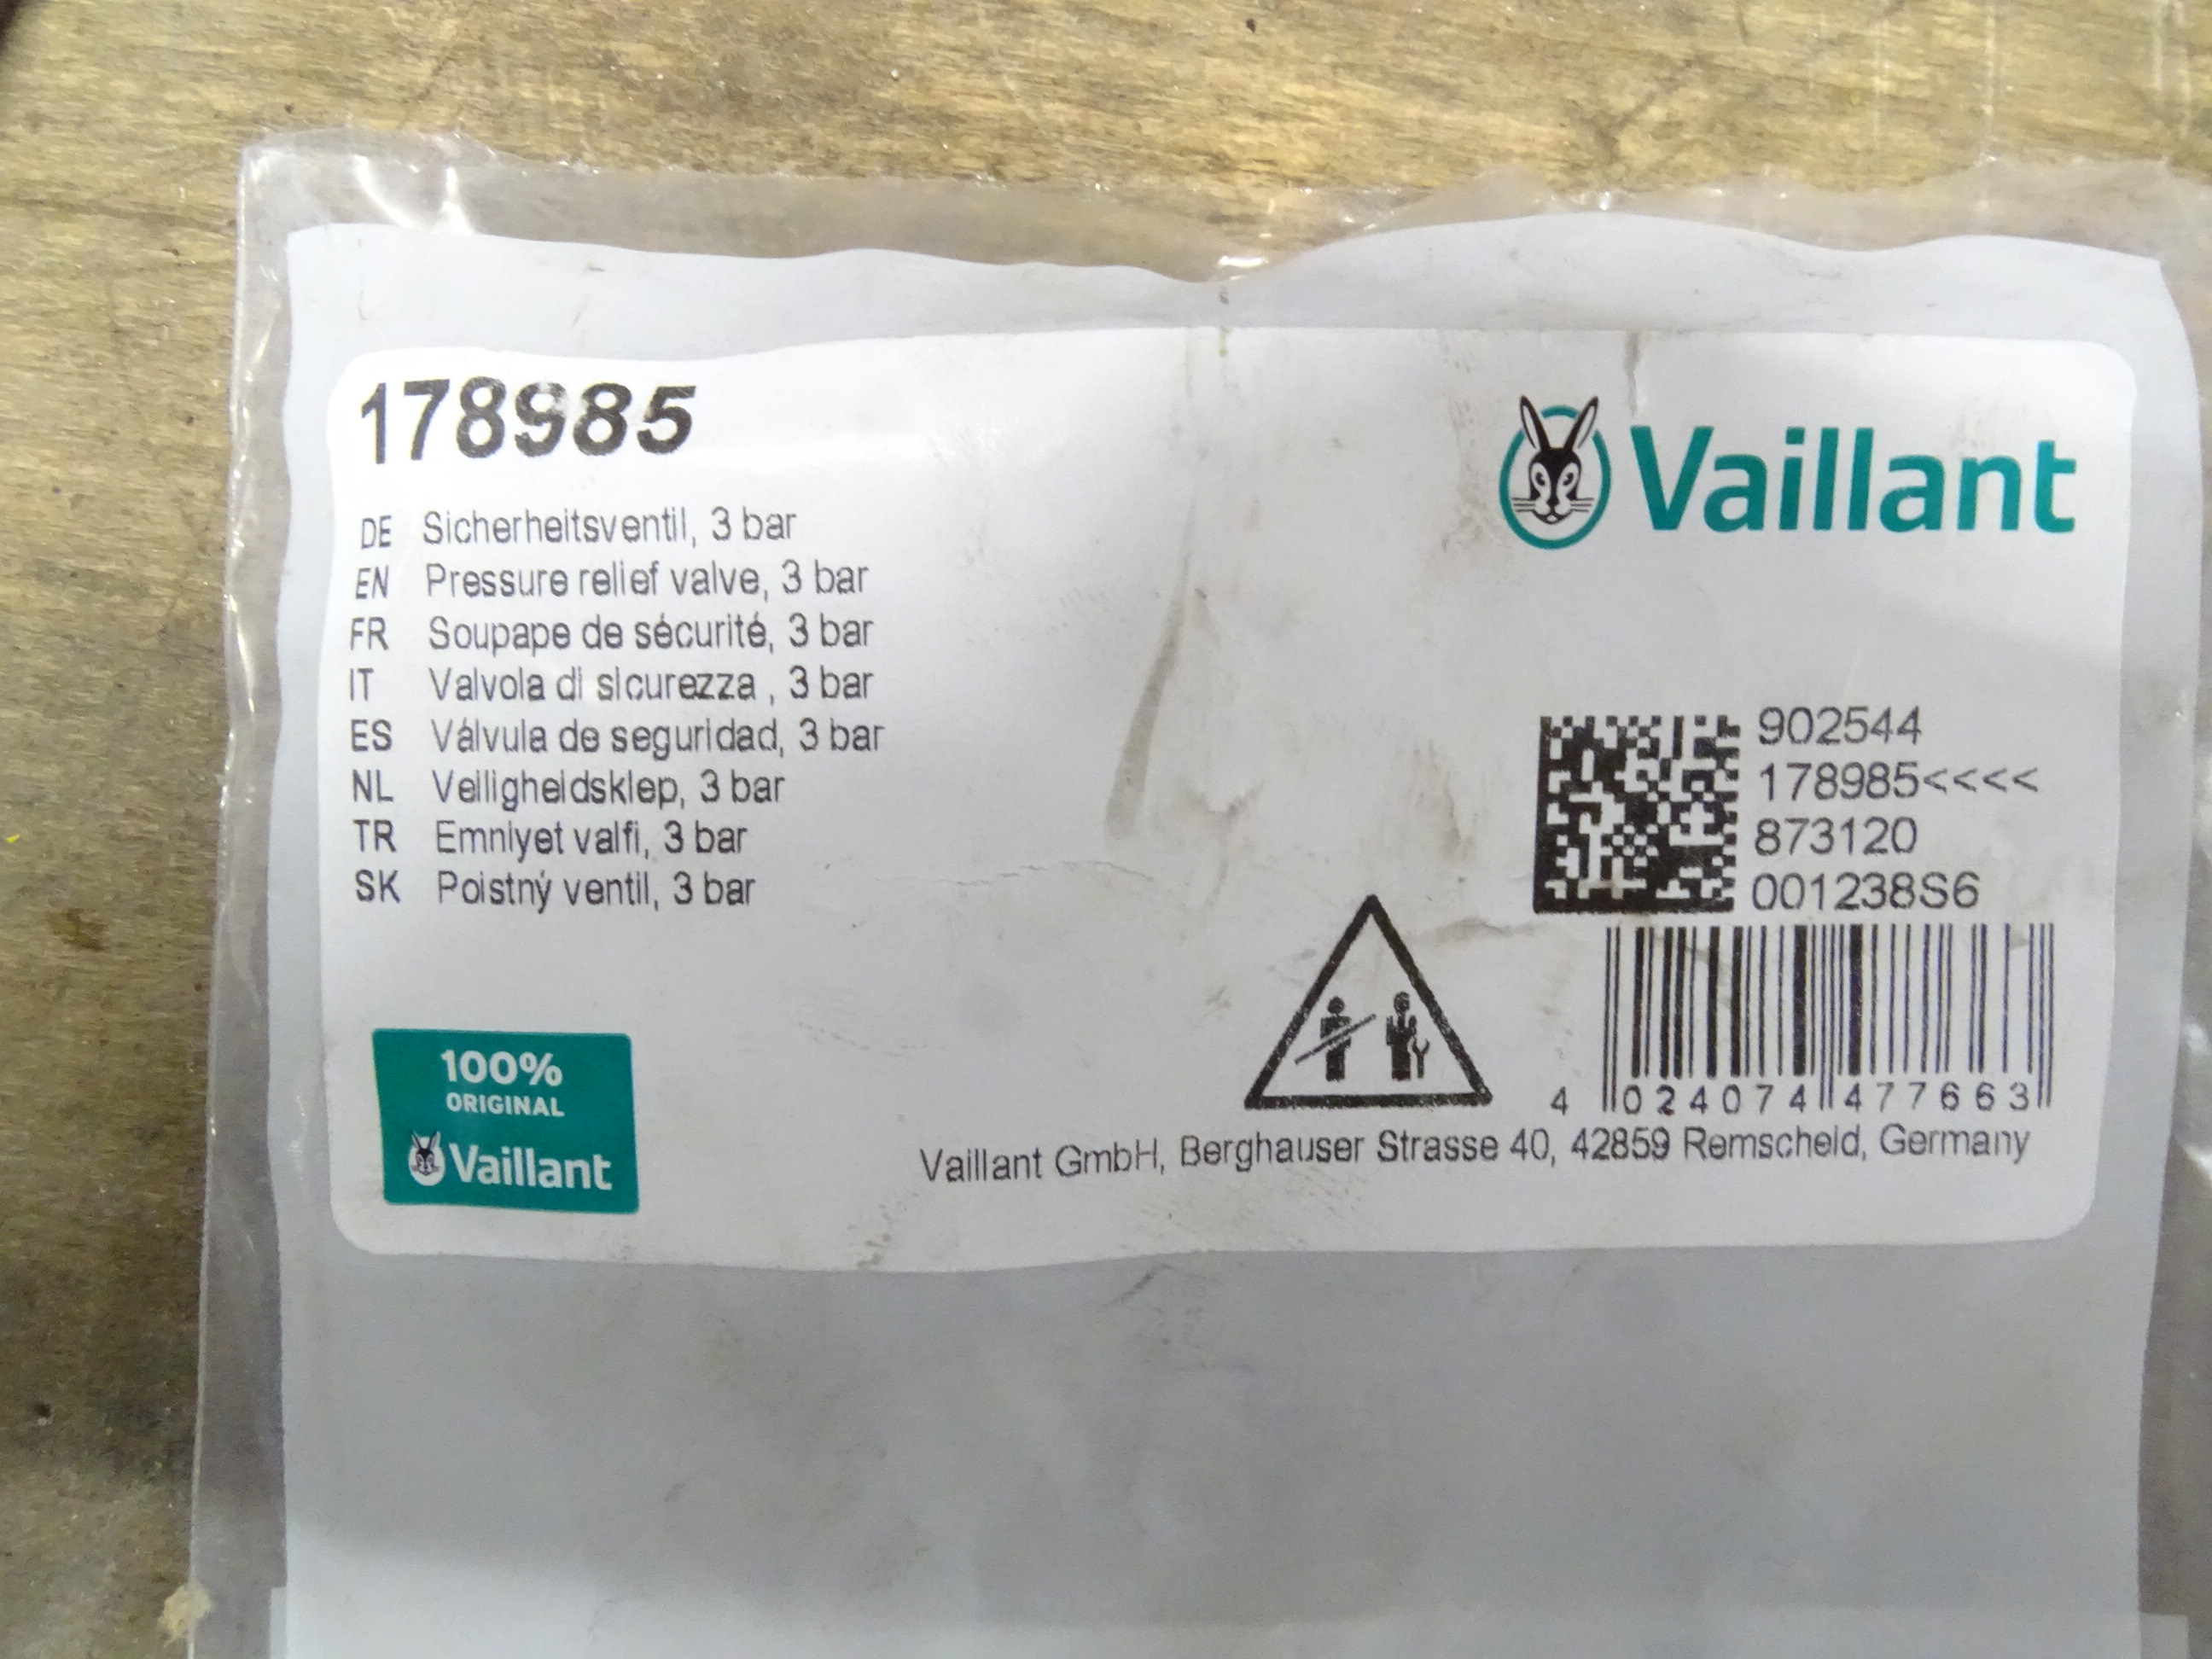 178985
Vaillant
DE Sicherheitsventil, 3 bar
EN Pressure relief valve, 3 bar
FR Soupape de sécurité, 3 bar
IT Valvola di sicurezza , 3 bar
ES Válvula de seguridad, 3 bar
NL Veiligheidsklep, 3 bar
TR Emniyet valfi, 3 bar
SK Poistný ventil, 3 bar
902544
178985<<<<
873120
001238S6
100%
ORIGINAL
Vaillant
4 024074 477663
Vaillant GmbH, Berghauser Strasse 40, 42859 Remscheid, Germany